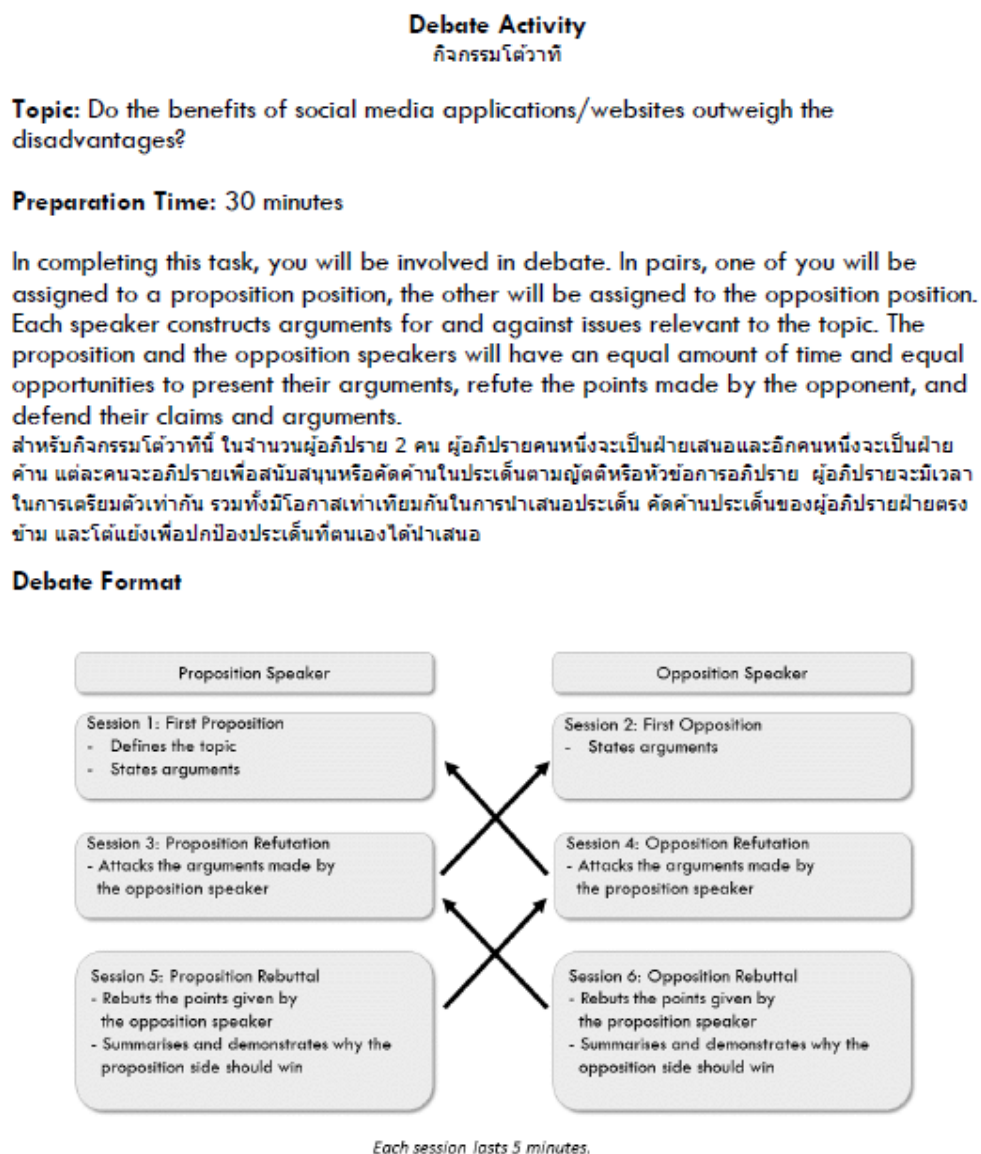 Debate Activity
กิจกรรมโต้วาที
Topic: Do the benefits of social media applications/websites outweigh the
disadvantages?
Preparation Time: 30 minutes
In completing this task, you will be involved in debate. In pairs, one of you will be
assigned to a proposition position, the other will be assigned to the opposition position.
Each speaker constructs arguments for and against issues relevant to the topic. The
proposition and the opposition speakers will have an equal amount of time and equal
opportunities to present their arguments, refute the points made by the opponent, and
defend their claims and arguments.
สำหรับกิจกรรมโต้วาทีนี้ ในจำนวนผู้อภิปราย 2 คน ผู้อภิปรายคนหนึ่งจะเป็นฝ่ายเสนอและอีกคนหนึ่งจะเป็นฝ่าย
ค้าน แต่ละคนจะอภิปรายเพื่อสนับสนุนหรือคัดค้านในประเด็นตามญัตติหรือหัวข้อการอภิปราย ผู้อภิปรายจะมีเวลา
ในการเตรียมตัวเท่ากัน รวมทั้งมีโอกาสเท่าเทียมกันในการนำเสนอประเด็น คัดค้านประเด็นของผู้อภิปรายฝ่ายตรง
ข้าม และโต้แย้งเพื่อปกป้องประเด็นที่ตนเองได้นำเสนอ
Debate Format
Proposition Speaker
Opposition Speaker
Session 1: First Proposition
- Defines the topic
- States arguments
Session 2: First Opposition
- States arguments
Session 3: Proposition Refutation
- Attacks the arguments made by
the opposition speaker
Session 4: Opposition Refutation
- Attacks the arguments made by
the proposition speaker
Session 5: Proposition Rebuttal
- Rebuts the points given by
the opposition speaker
- Summarises and demonstrates why the
proposition side should win
Session 6: Opposition Rebuttal
- Rebuts the points given by
the proposition speaker
- Summarises and demonstrates why the
opposition side should win
Each session lasts 5 minutes.